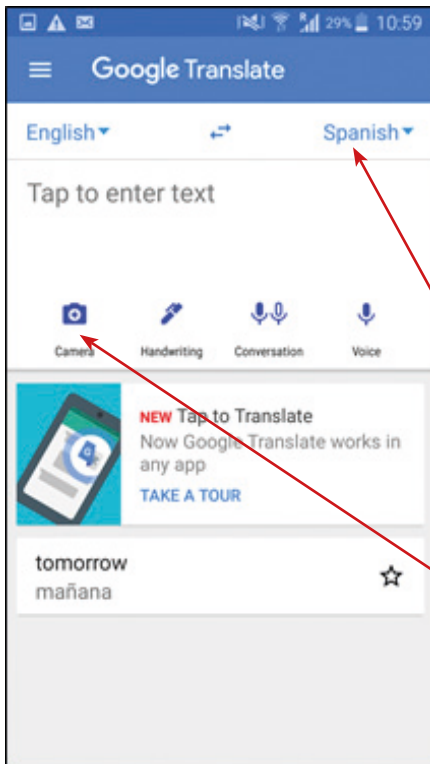 29% 10:59
Google Translate
English Spanish
Tap to enter text
Camera Handwriting Conversation Voice
NEW Tap to Translate
Now Google Translate works in
any app
TAKE A TOUR
tomorrow
mañana